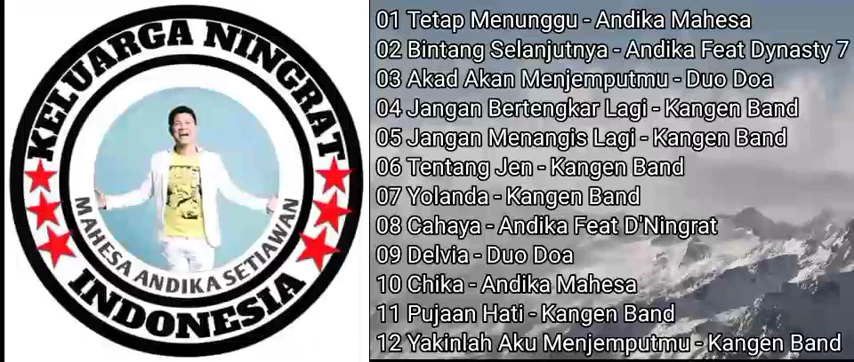 KELUARGA NINGRAT
MAHESA ANDIKA SETIAWAN
INDONESIA
01 Tetap Menunggu - Andika Mahesa
02 Bintang Selanjutnya - Andika Feat Dynasty 7
03 Akad Akan Menjemputmu - Duo Doa
04 Jangan Bertengkar Lagi - Kangen Band
05 Jangan Menangis Lagi - Kangen Band
06 Tentang Jen - Kangen Band
07 Yolanda - Kangen Band
08 Cahaya - Andika Feat D'Ningrat
09 Delvia - Duo Doa
10 Chika - Andika Mahesa
11 Pujaan Hati - Kangen Band
12 Yakinlah Aku Menjemputmu - Kangen Band